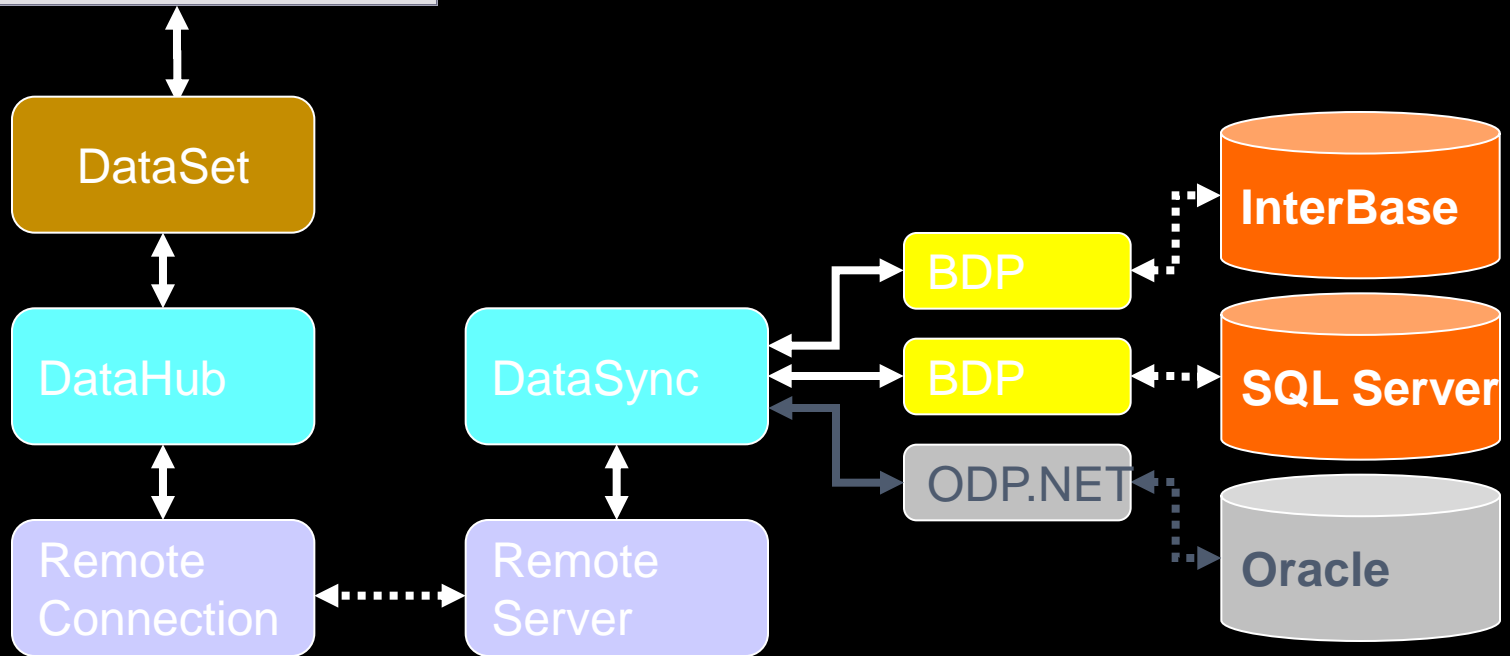 DataSet
DataHub
Remote
Connection
DataSync
Remote
Server
BDP
BDP
ODP.NET
InterBase
SQL Server
Oracle